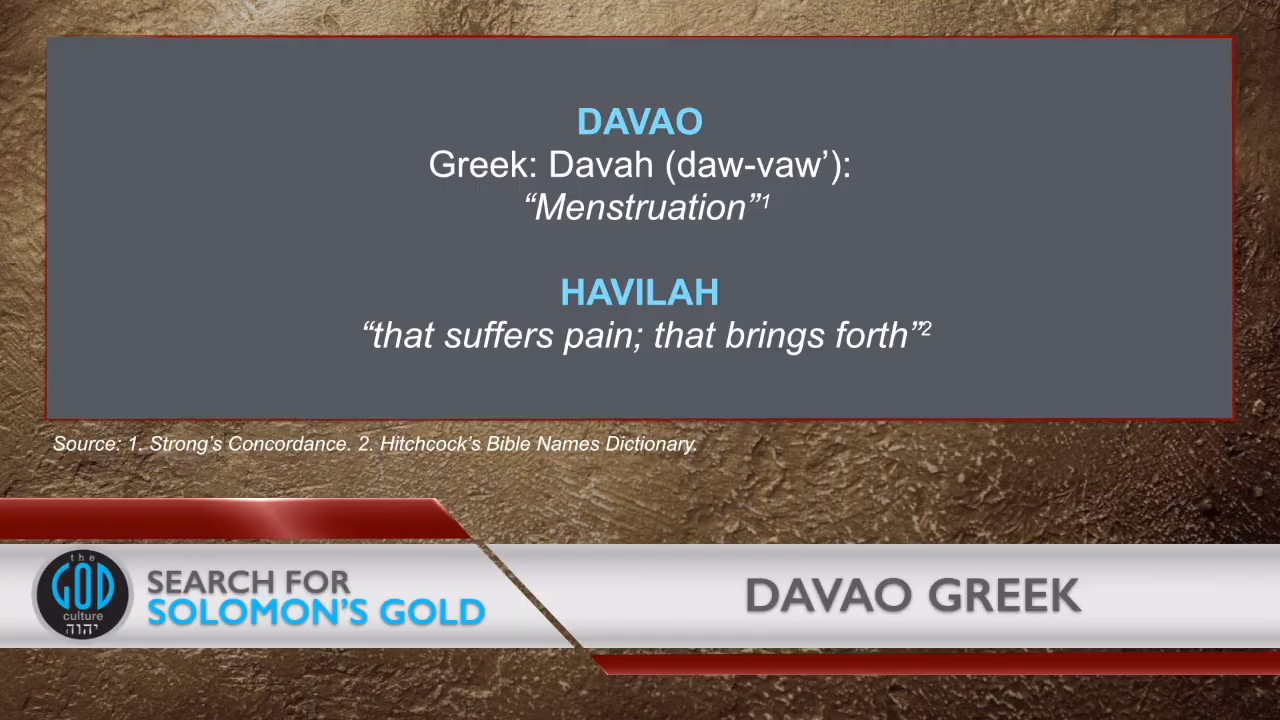 DAVAO
Greek: Davah (daw-vaw’):
“Menstruation”1
HAVILAH
“that suffers pain; that brings forth”2
Source: 1. Strong’s Concordance. 2. Hitchcock’s Bible Names Dictionary.
the
GOD
culture
יהוה
SEARCH FOR
SOLOMON’S GOLD
DAVAO GREEK